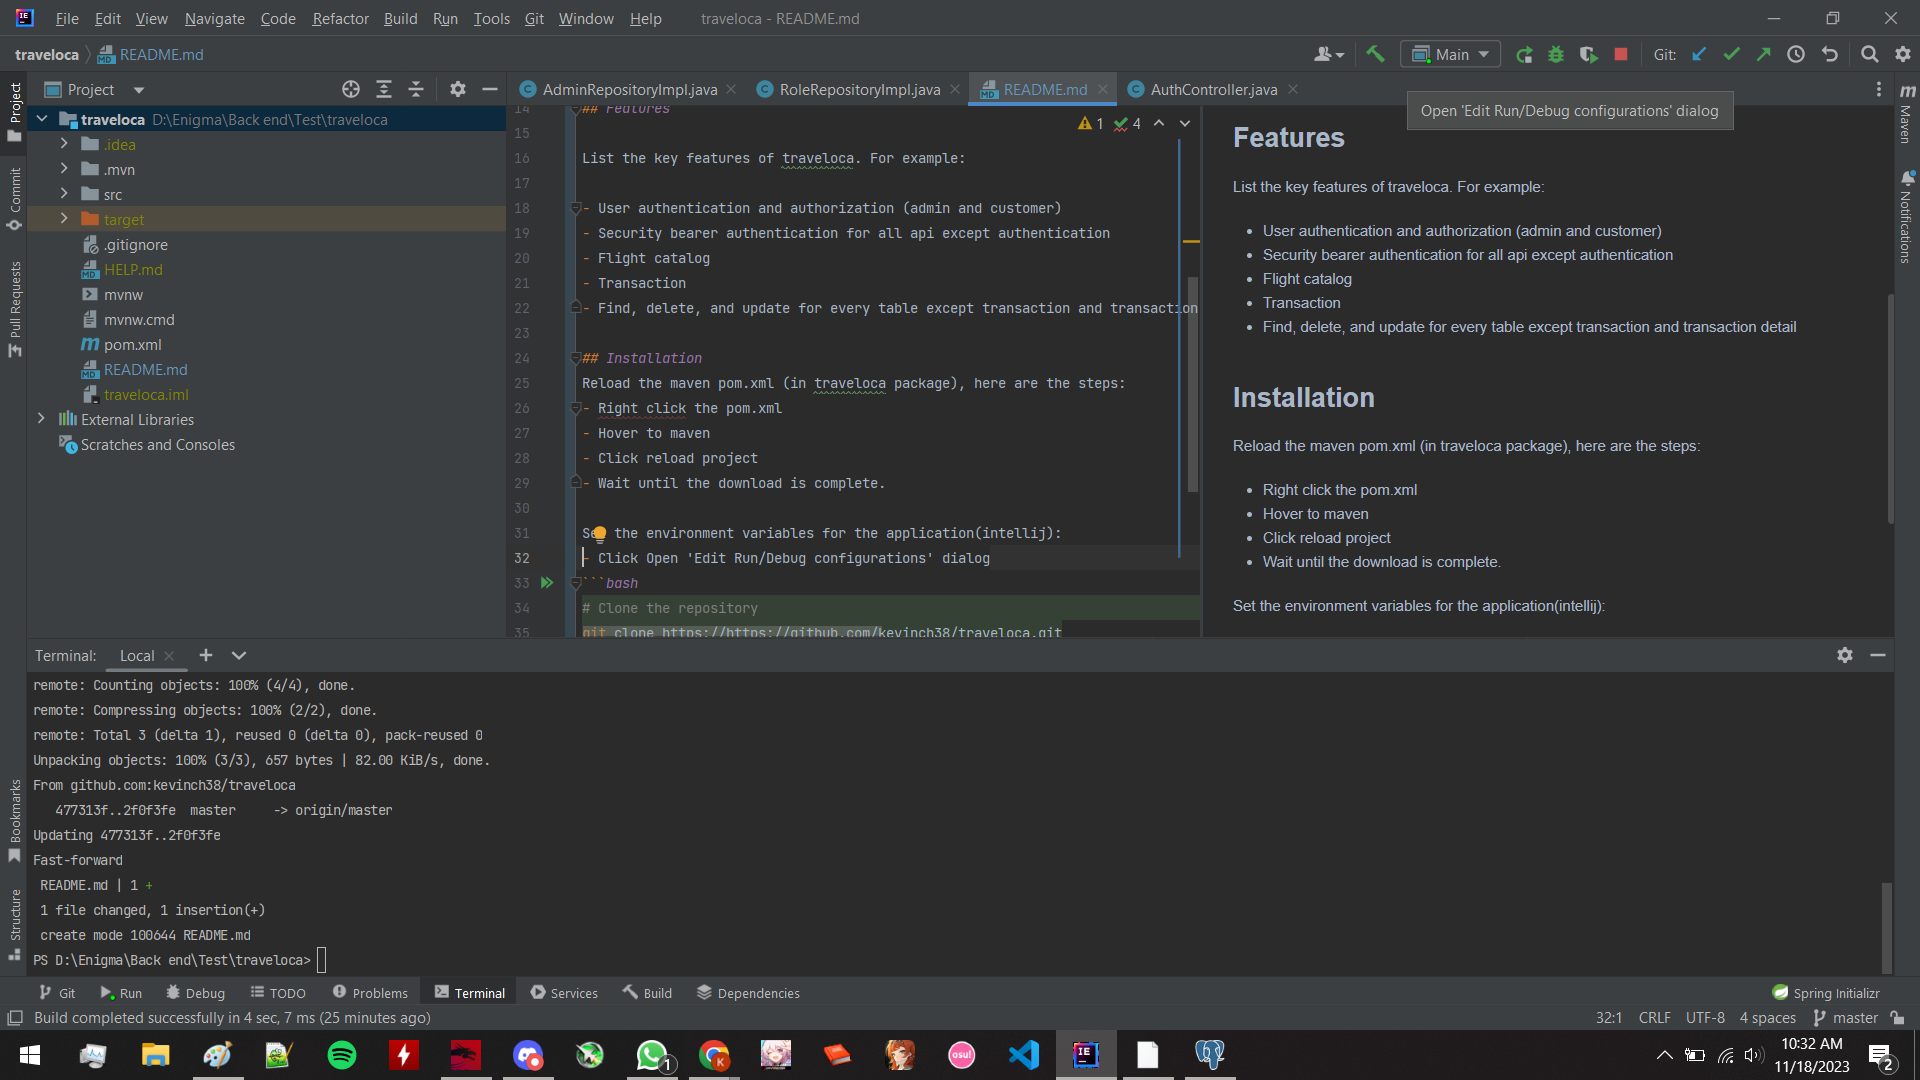 File Edit View Navigate Code Refactor Build Run Tools Git Window Help traveloca - README.md
traveloca README.md
Main Git:
Project
AdminRepositoryImpl.java RoleRepositoryImpl.java README.md AuthController.java
Open 'Edit Run/Debug configurations' dialog
Project
Commit
Pull Requests
Bookmarks
Structure
Maven
Notifications
traveloca D:\Enigma\Back end\Test\traveloca
.idea
.mvn
src
target
.gitignore
HELP.md
mvnw
mvnw.cmd
pom.xml
README.md
traveloca.iml
External Libraries
Scratches and Consoles
1 4
14 ## Features
15
16 List the key features of traveloca. For example:
17
18 - User authentication and authorization (admin and customer)
19 - Security bearer authentication for all api except authentication
20 - Flight catalog
21 - Transaction
22 - Find, delete, and update for every table except transaction and transaction
23
24 ## Installation
25 Reload the maven pom.xml (in traveloca package), here are the steps:
26 - Right click the pom.xml
27 - Hover to maven
28 - Click reload project
29 - Wait until the download is complete.
30
31 Set the environment variables for the application(intellij):
32 - Click Open 'Edit Run/Debug configurations' dialog
33 ```bash
34 # Clone the repository
35 git clone https://https://github.com/kevinch38/traveloca.git
Features
List the key features of traveloca. For example:
User authentication and authorization (admin and customer)
Security bearer authentication for all api except authentication
Flight catalog
Transaction
Find, delete, and update for every table except transaction and transaction detail
Installation
Reload the maven pom.xml (in traveloca package), here are the steps:
Right click the pom.xml
Hover to maven
Click reload project
Wait until the download is complete.
Set the environment variables for the application(intellij):
Terminal: Local
remote: Counting objects: 100% (4/4), done.
remote: Compressing objects: 100% (2/2), done.
remote: Total 3 (delta 1), reused 0 (delta 0), pack-reused 0
Unpacking objects: 100% (3/3), 657 bytes | 82.00 KiB/s, done.
From github.com:kevinch38/traveloca
477313f..2f0f3fe master -> origin/master
Updating 477313f..2f0f3fe
Fast-forward
README.md | 1 +
1 file changed, 1 insertion(+)
create mode 100644 README.md
PS D:\Enigma\Back end\Test\traveloca>
Git Run Debug TODO Problems Terminal Services Build Dependencies Spring Initializr
Build completed successfully in 4 sec, 7 ms (25 minutes ago) 32:1 CRLF UTF-8 4 spaces master
10:32 AM
11/18/2023
2
1
K
osu!